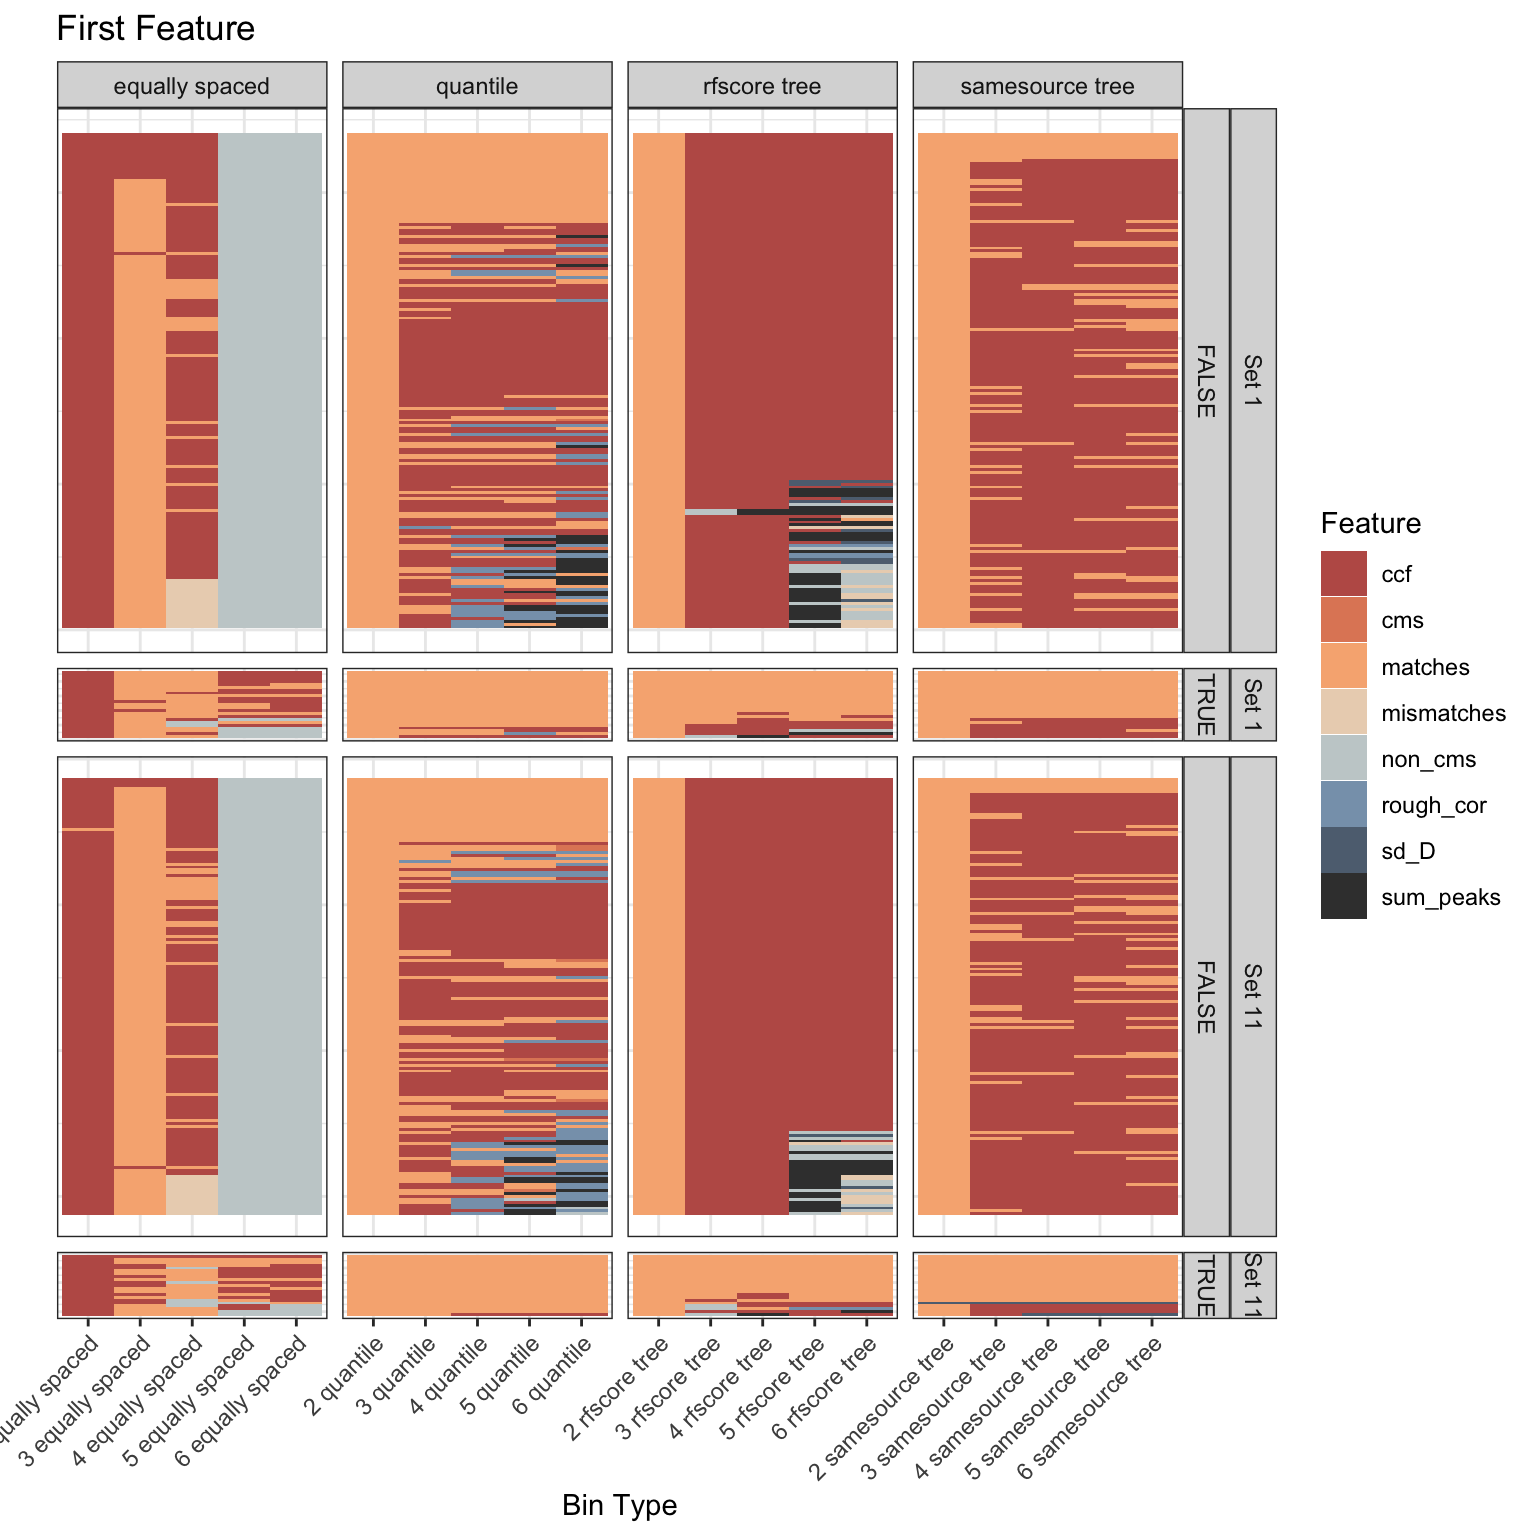 First Feature
equally spaced
quantile
rfscore tree
samesource tree
FALSE
Set 1
TRUE
Set 1
FALSE
Set 11
TRUE
Set 11
Feature
ccf
cms
matches
mismatches
non_cms
rough_cor
sd_D
sum_peaks
spaced
3 equally spaced
4 equally spaced
5 equally spaced
6 equally spaced
2 quantile
3 quantile
4 quantile
5 quantile
6 quantile
2 rfscore tree
3 rfscore tree
4 rfscore tree
5 rfscore tree
6 rfscore tree
2 samesource tree
3 samesource tree
4 samesource tree
5 samesource tree
6 samesource tree
Bin Type